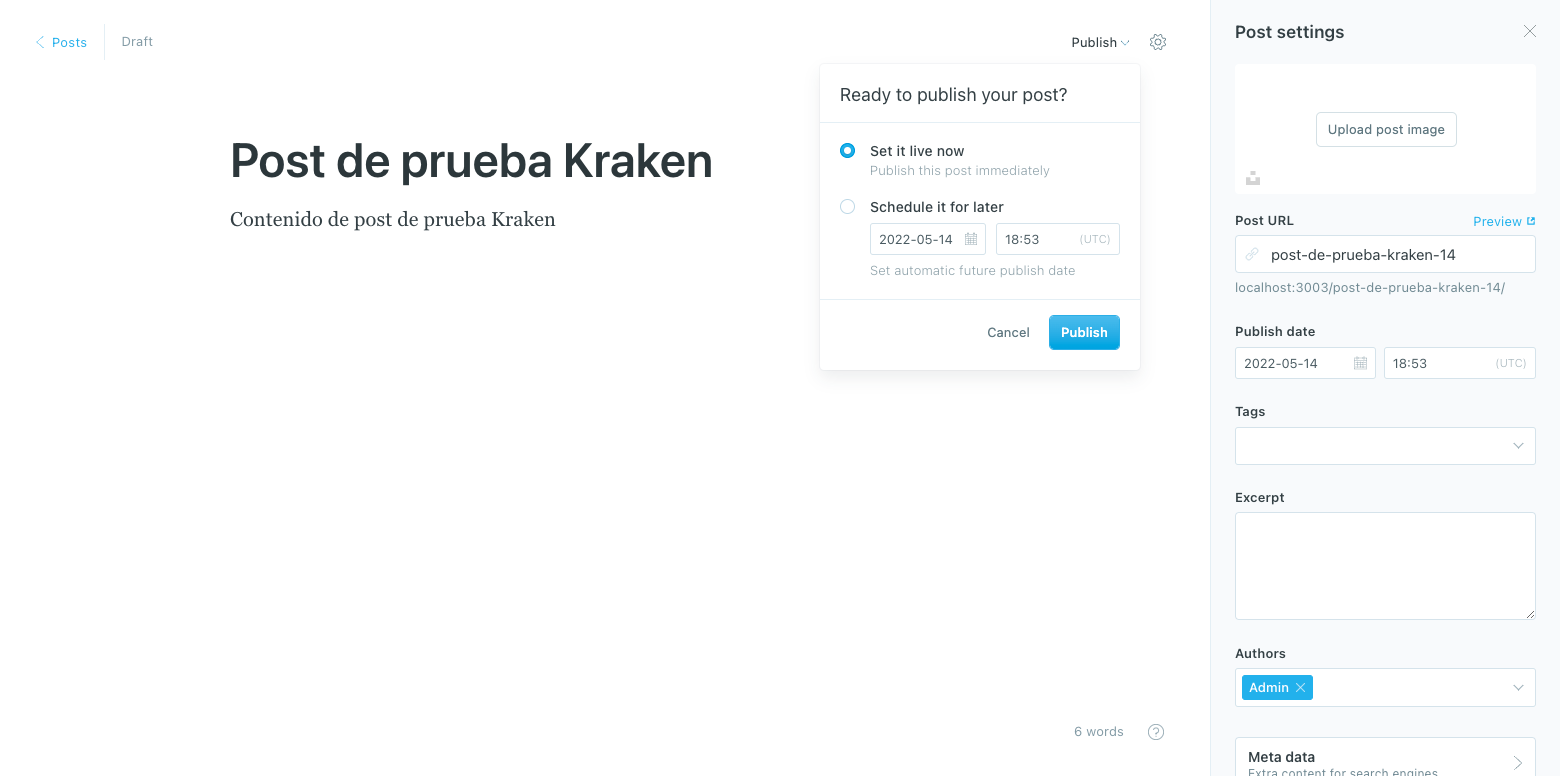 Posts
Draft
Publish
Ready to publish your post?
Set it live now
Publish this post immediately
Schedule it for later
2022-05-14
18:53 (UTC)
Set automatic future publish date
Cancel
Publish
Post de prueba Kraken
Contenido de post de prueba Kraken
6 words
?
Post settings
Upload post image
Post URL
Preview
post-de-prueba-kraken-14
localhost:3003/post-de-prueba-kraken-14/
Publish date
2022-05-14
18:53 (UTC)
Tags
Excerpt
Authors
Admin
Meta data
Extra content for search engines